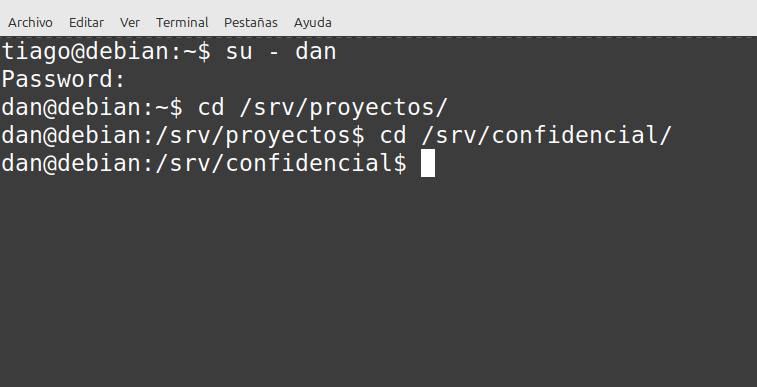 Archivo Editar Ver Terminal Pestañas Ayuda
tiago@debian:~$ su - dan
Password:
dan@debian:~$ cd /srv/proyectos/
dan@debian:/srv/proyectos$ cd /srv/confidencial/
dan@debian:/srv/confidencial$